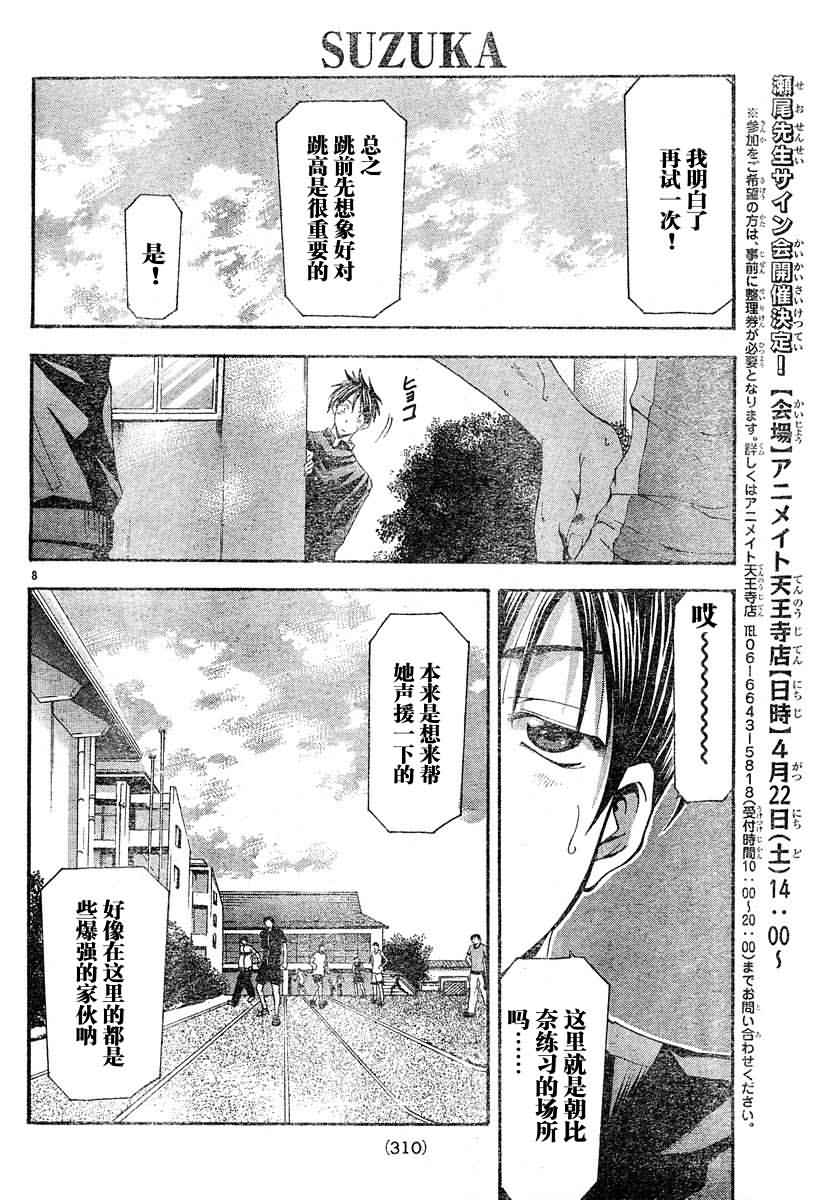 SUZUKA
瀬尾先生サイン会開催決定！【会場】アニメイト天王寺店【日時】4月22日（土）14：00～
※参加をご希望の方は、事前に整理券が必要となります。詳しくはアニメイト天王寺店 TEL06-6643-5818（受付時間10：00～20：00）までお問い合わせください。
我明白了
再试一次！
总之
跳前先想象好对
跳高是很重要的
是！
ヒョコ
8
哎～～～～～～
这里就是朝比
奈练习的场所
吗……
本来是想来帮
她声援一下的
好像在这里的都是
些爆强的家伙呐
(310)